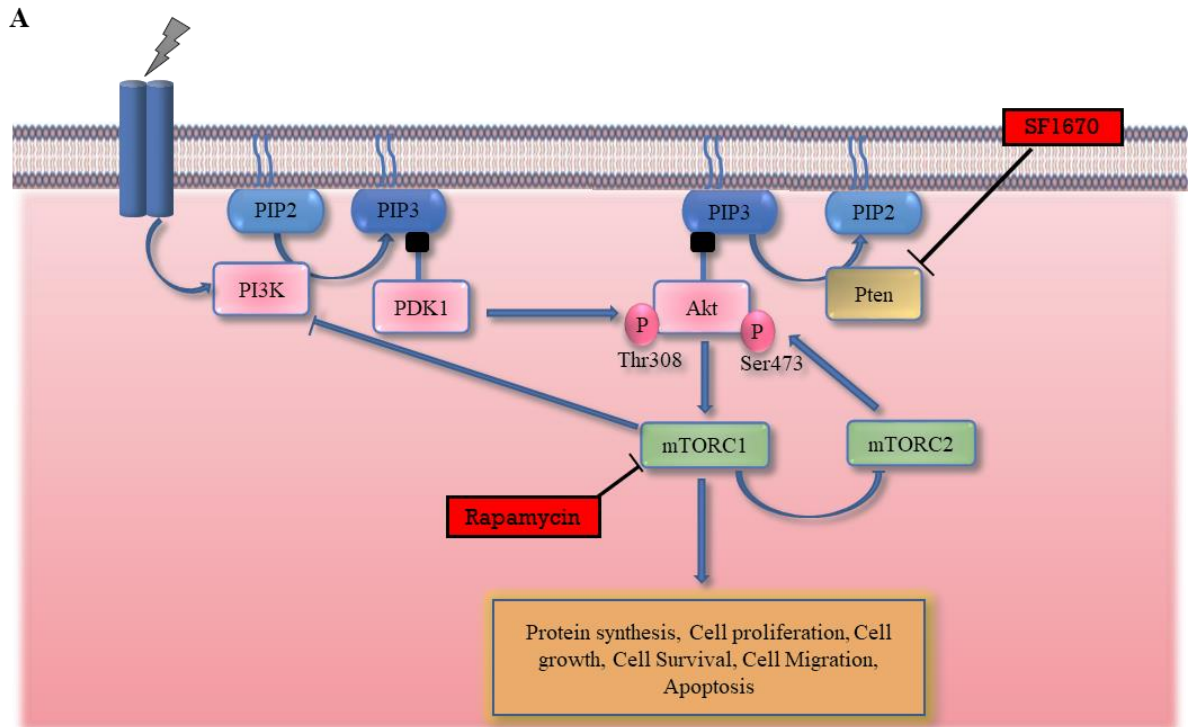 A
SF1670
PIP2
PIP3
PIP3
PIP2
PI3K
PDK1
Akt
Pten
P
P
Thr308
Ser473
mTORC1
mTORC2
Rapamycin
Protein synthesis, Cell proliferation, Cell
growth, Cell Survival, Cell Migration,
Apoptosis